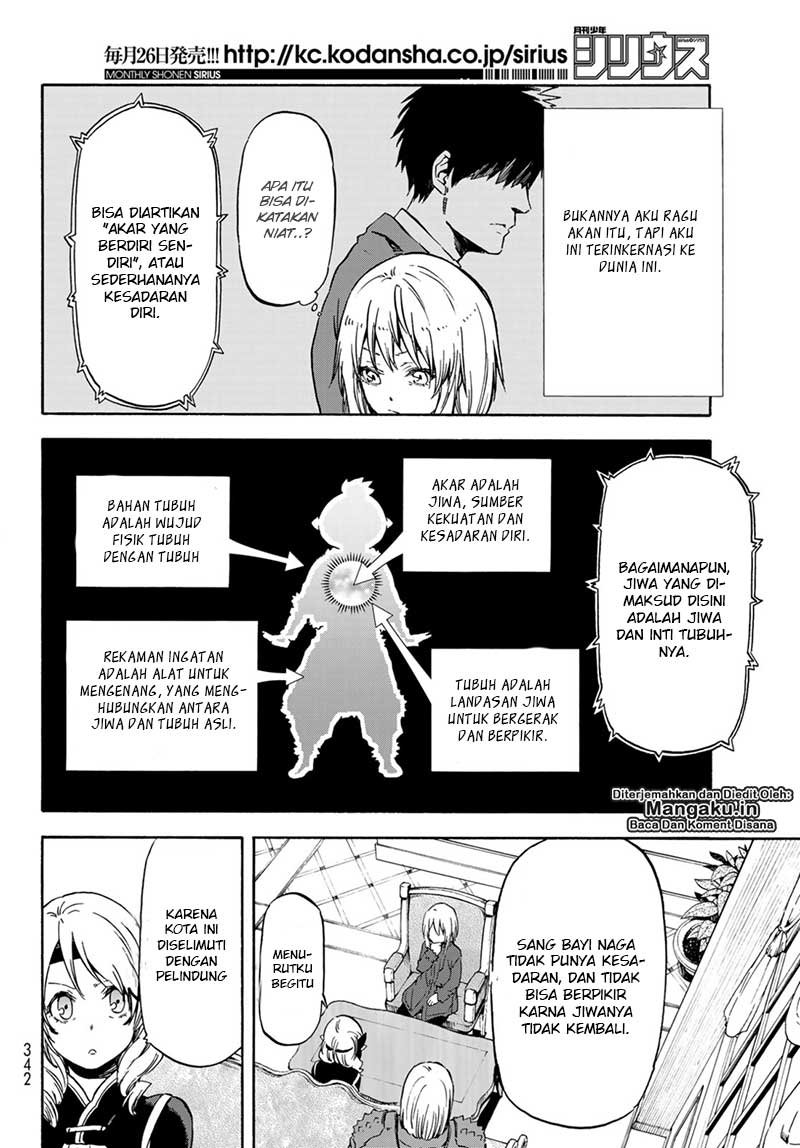 毎月26日発売!!! http://kc.kodansha.co.jp/sirius
MONTHLY SHONEN SIRIUS
月刊少年
シリウス
BUKANNYA AKU RAGU
AKAN ITU, TAPI AKU
INI TERINKERNASI KE
DUNIA INI.
APA ITU
BISA DI-
KATAKAN
NIAT..?
BISA DIARTIKAN
"AKAR YANG
BERDIRI SEN-
DIRI", ATAU
SEDERHANANYA
KESADARAN
DIRI.
BAGAIMANAPUN,
JIWA YANG DI-
MAKSUD DISINI
ADALAH JIWA
DAN INTI TUBUH-
NYA.
AKAR ADALAH
JIWA, SUMBER
KEKUATAN DAN
KESADARAN DIRI.
BAHAN TUBUH
ADALAH WUJUD
FISIK TUBUH
DENGAN TUBUH
TUBUH ADALAH
LANDASAN JIWA
UNTUK BERGERAK
DAN BERPIKIR.
REKAMAN INGATAN
ADALAH ALAT UNTUK
MENGENANG, YANG MENG-
HUBUNGKAN ANTARA
JIWA DAN TUBUH ASLI.
Diterjemahkan dan Diedit Oleh:
Mangaku.in
Baca Dan Koment Disana
SANG BAYI NAGA
TIDAK PUNYA KESA-
DARAN, DAN TIDAK
BISA BERPIKIR
KARNA JIWANYA
TIDAK KEMBALI.
MENU-
RUTKU
BEGITU
KARENA
KOTA INI
DISELIMUTI
DENGAN
PELINDUNG
342